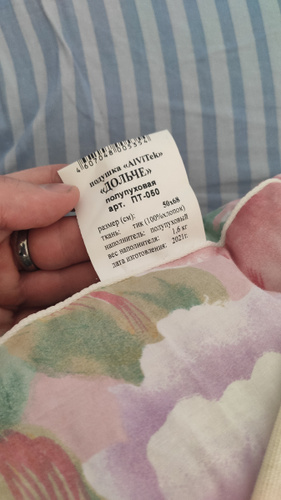 подушка «AlViTek»
«ДОЛЬЧЕ»
полупуховая
арт. ПТ-050
размер (см): 50х68
ткань: тик (100%хлопок)
наполнитель: полупуховый
вес наполнителя: 1,6 кг
дата изготовления: 2021г.